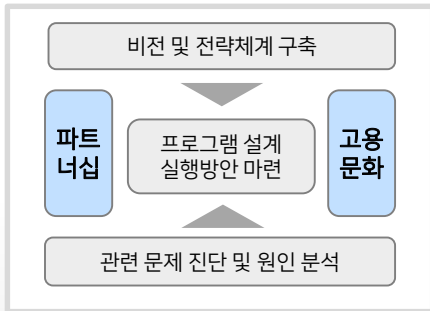 비전 및 전략체계 구축
파트
너십
프로그램 설계
실행방안 마련
고용
문화
관련 문제 진단 및 원인 분석